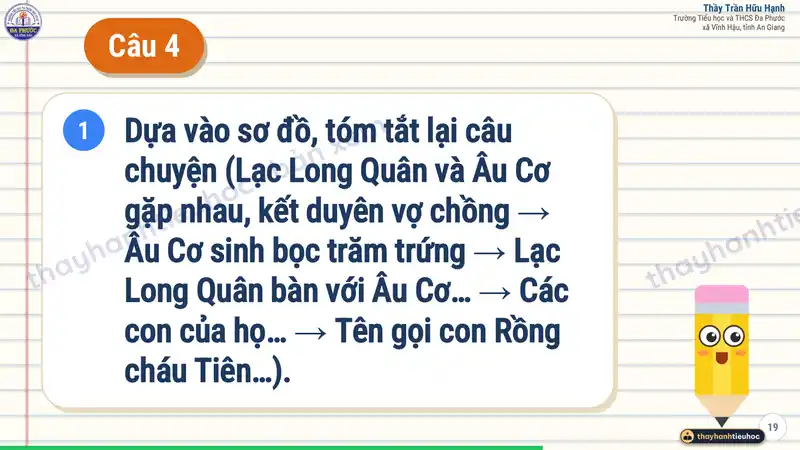 Thầy Trần Hữu Hạnh
Trường Tiểu học và THCS Đa Phước
xã Vĩnh Hậu, tỉnh An Giang
ĐA PHƯỚC
Câu 4
1
Dựa vào sơ đồ, tóm tắt lại câu
chuyện (Lạc Long Quân và Âu Cơ
gặp nhau, kết duyên vợ chồng →
Âu Cơ sinh bọc trăm trứng → Lạc
Long Quân bàn với Âu Cơ... → Các
con của họ... → Tên gọi con Rồng
cháu Tiên...).
thayhanhtieuhoc
19